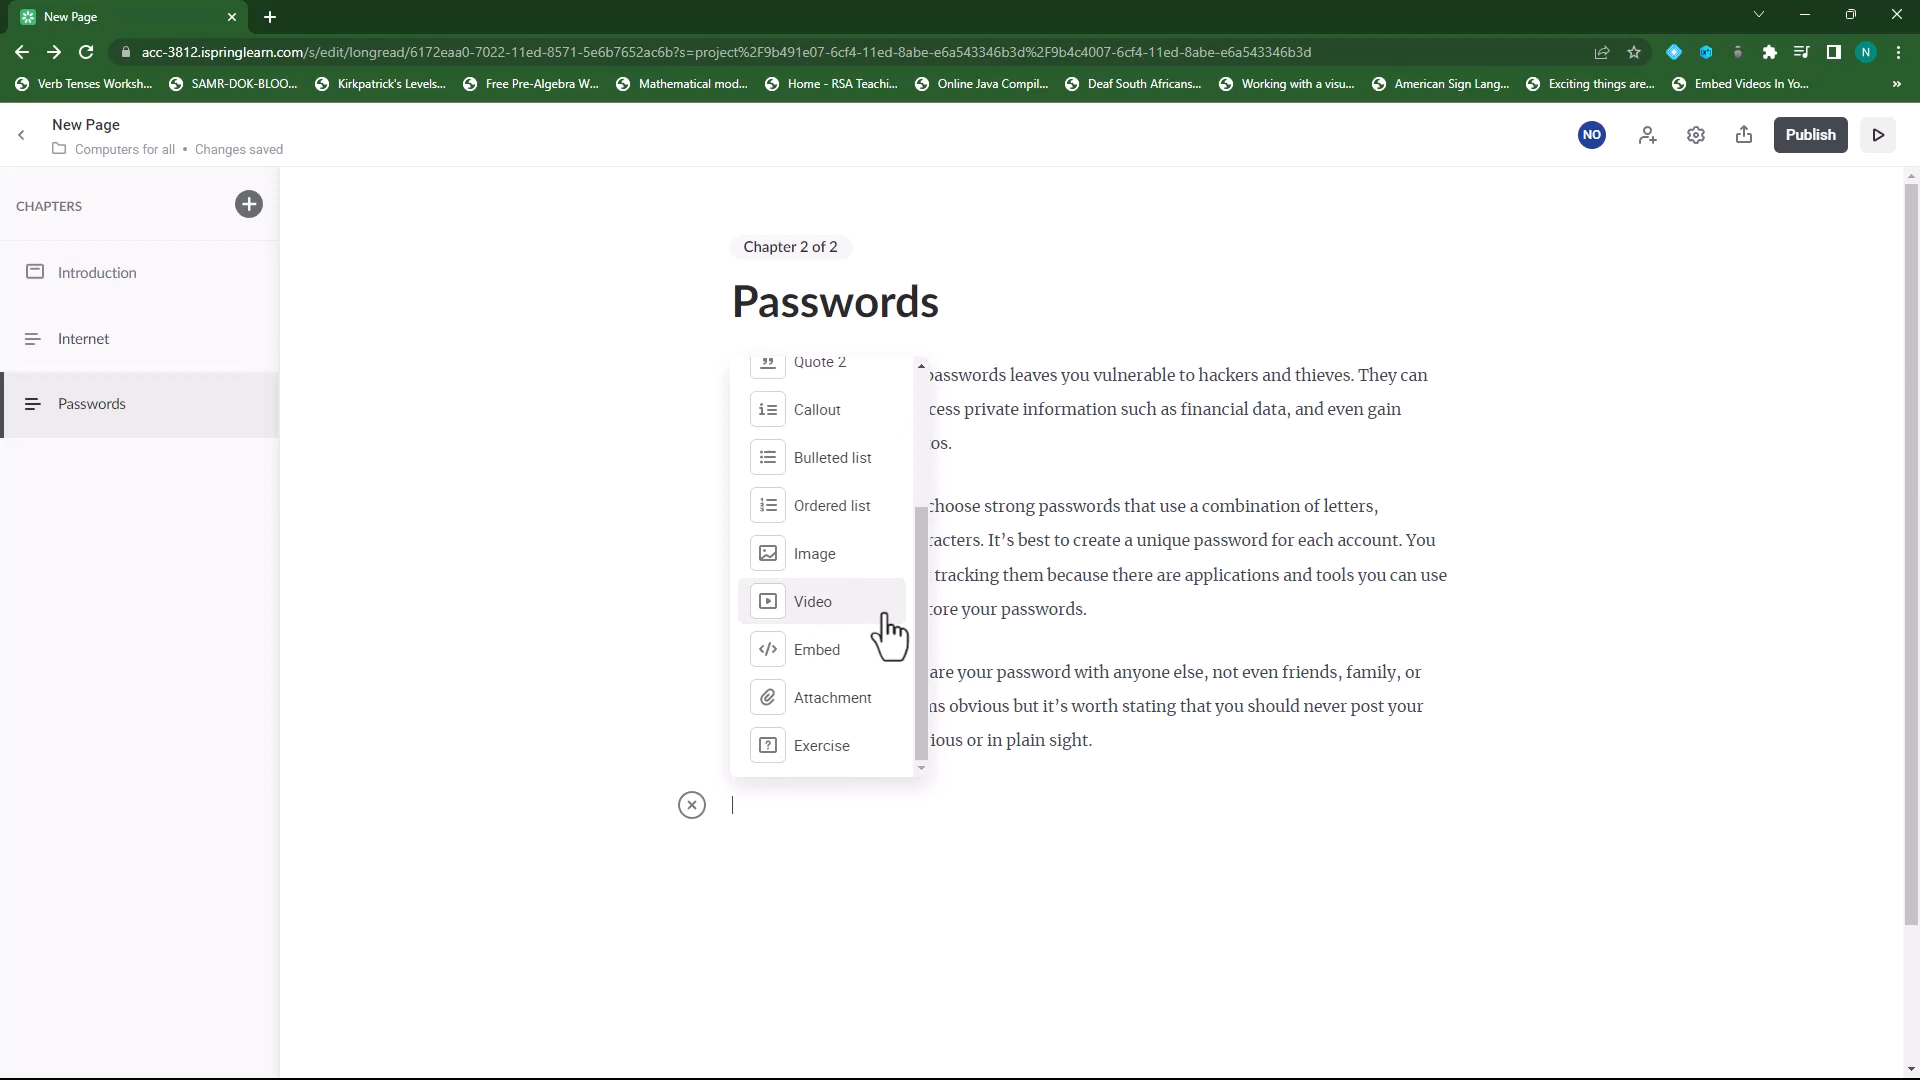 New Page
acc-3812.ispringlearn.com/s/edit/longread/6172eaa0-7022-11ed-8571-5e6b7652ac6b?s=project%2F9b491e07-6cf4-11ed-8abe-e6a543346b3d%2F9b4c4007-6cf4-11ed-8abe-e6a543346b3d
N
Verb Tenses Worksh... SAMR-DOK-BLOO... Kirkpatrick's Levels... Free Pre-Algebra W... Mathematical mod... Home - RSA Teachi... Online Java Compil... Deaf South Africans... Working with a visu... American Sign Lang... Exciting things are... Embed Videos In Yo... »
New Page
Computers for all • Changes saved
NO
Publish
CHAPTERS
Introduction
Internet
Passwords
Chapter 2 of 2
Passwords
Quote 2
Callout
Bulleted list
Ordered list
Image
Video
Embed
Attachment
Exercise
passwords leaves you vulnerable to hackers and thieves. They can
cess private information such as financial data, and even gain
os.
choose strong passwords that use a combination of letters,
racters. It's best to create a unique password for each account. You
tracking them because there are applications and tools you can use
tore your passwords.
are your password with anyone else, not even friends, family, or
ms obvious but it's worth stating that you should never post your
ious or in plain sight.